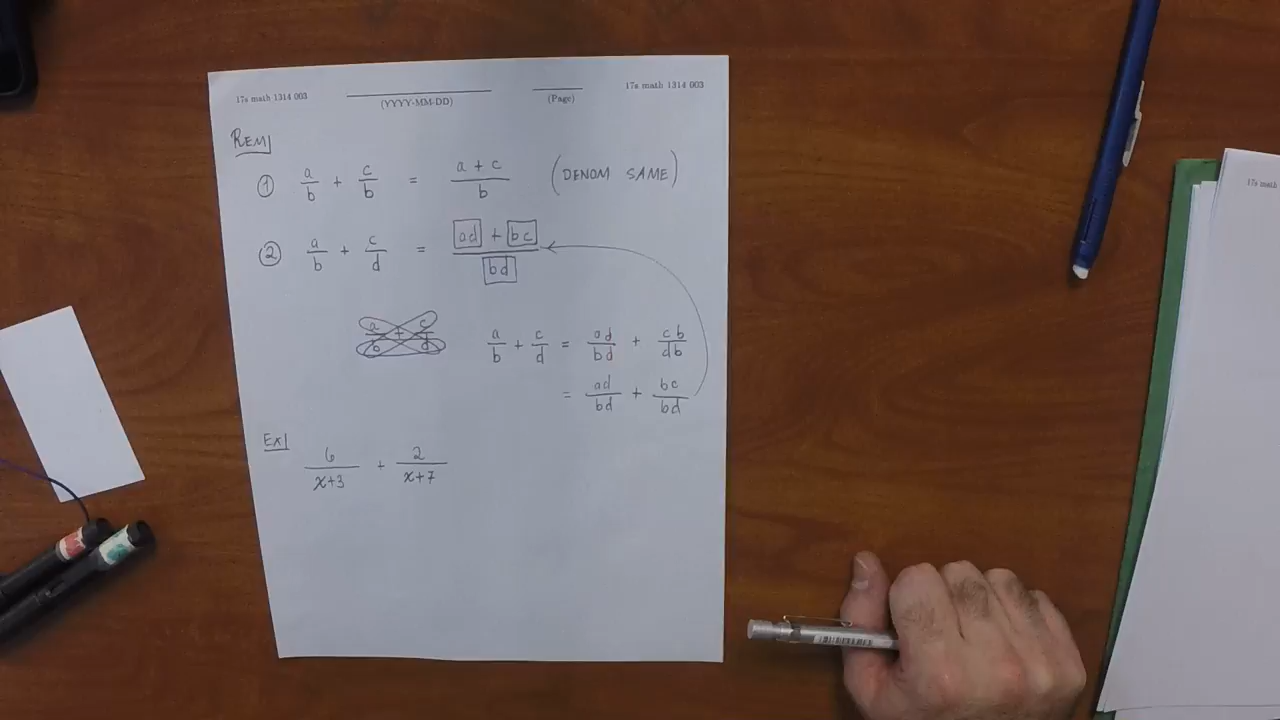 17s math 1314 003 (YYYY-MM-DD) (Page) 17s math 1314 003
REM
① a/b + c/b = (a + c)/b (DENOM SAME)
② a/b + c/d = (ad + bc)/bd
a/b + c/d
a/b + c/d = ad/bd + cb/db
= ad/bd + bc/bd
Ex
6/(x+3) + 2/(x+7)
17s math